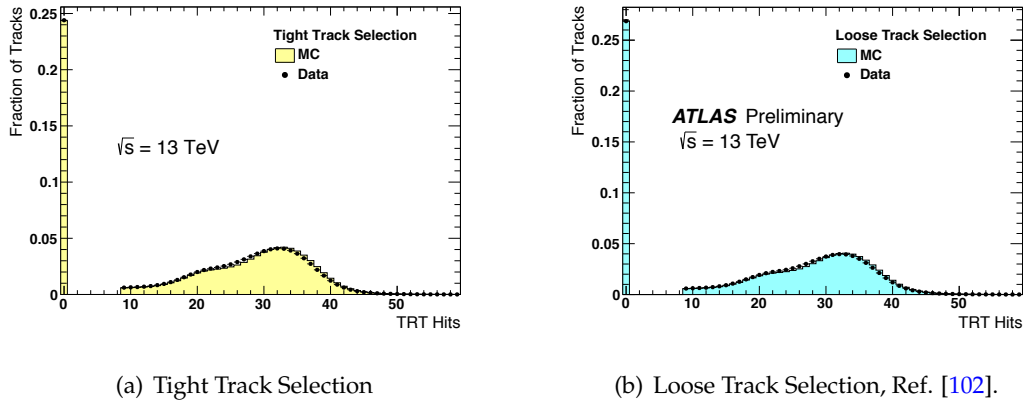 Fraction of Tracks
0.25
0.2
0.15
0.1
0.05
0
Tight Track Selection
MC
Data
√s = 13 TeV
0 10 20 30 40 50
TRT Hits
(a) Tight Track Selection
Fraction of Tracks
0.25
0.2
0.15
0.1
0.05
0
Loose Track Selection
MC
Data
ATLAS Preliminary
√s = 13 TeV
0 10 20 30 40 50
TRT Hits
(b) Loose Track Selection, Ref. [102].